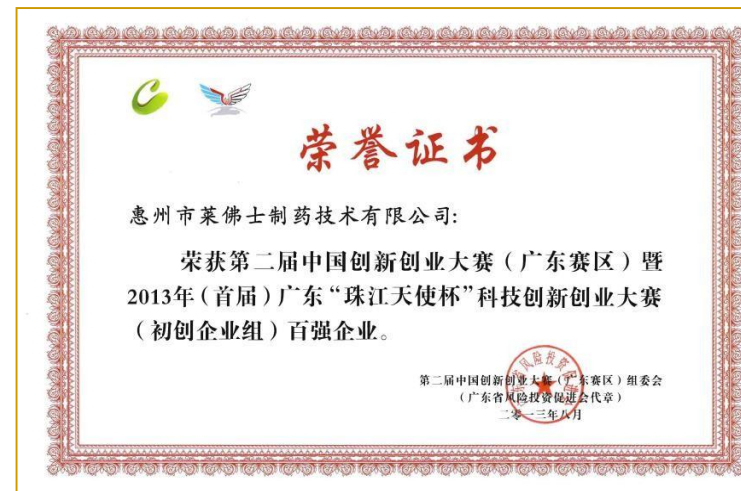 荣誉证书
惠州市莱佛士制药技术有限公司:
荣获第二届中国创新创业大赛（广东赛区）暨
2013年（首届）广东“珠江天使杯”科技创新创业大赛
（初创企业组）百强企业。
第二届中国创新创业大赛（广东赛区）组委会
（广东省风险投资促进会代章）
二零一三年八月